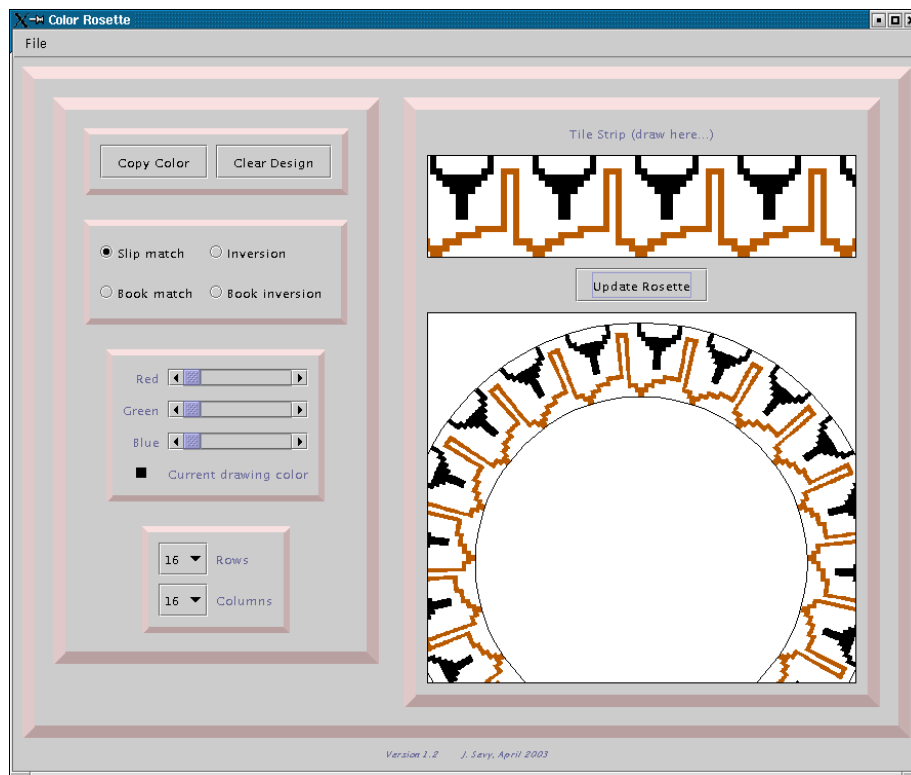 Color Rosette
File
Tile Strip (draw here...)
Copy Color Clear Design
Slip match Inversion
Update Rosette
Book match Book inversion
Red
Green
Blue
Current drawing color
16 Rows
16 Columns
Version 1.2 J. Sevy, April 2003